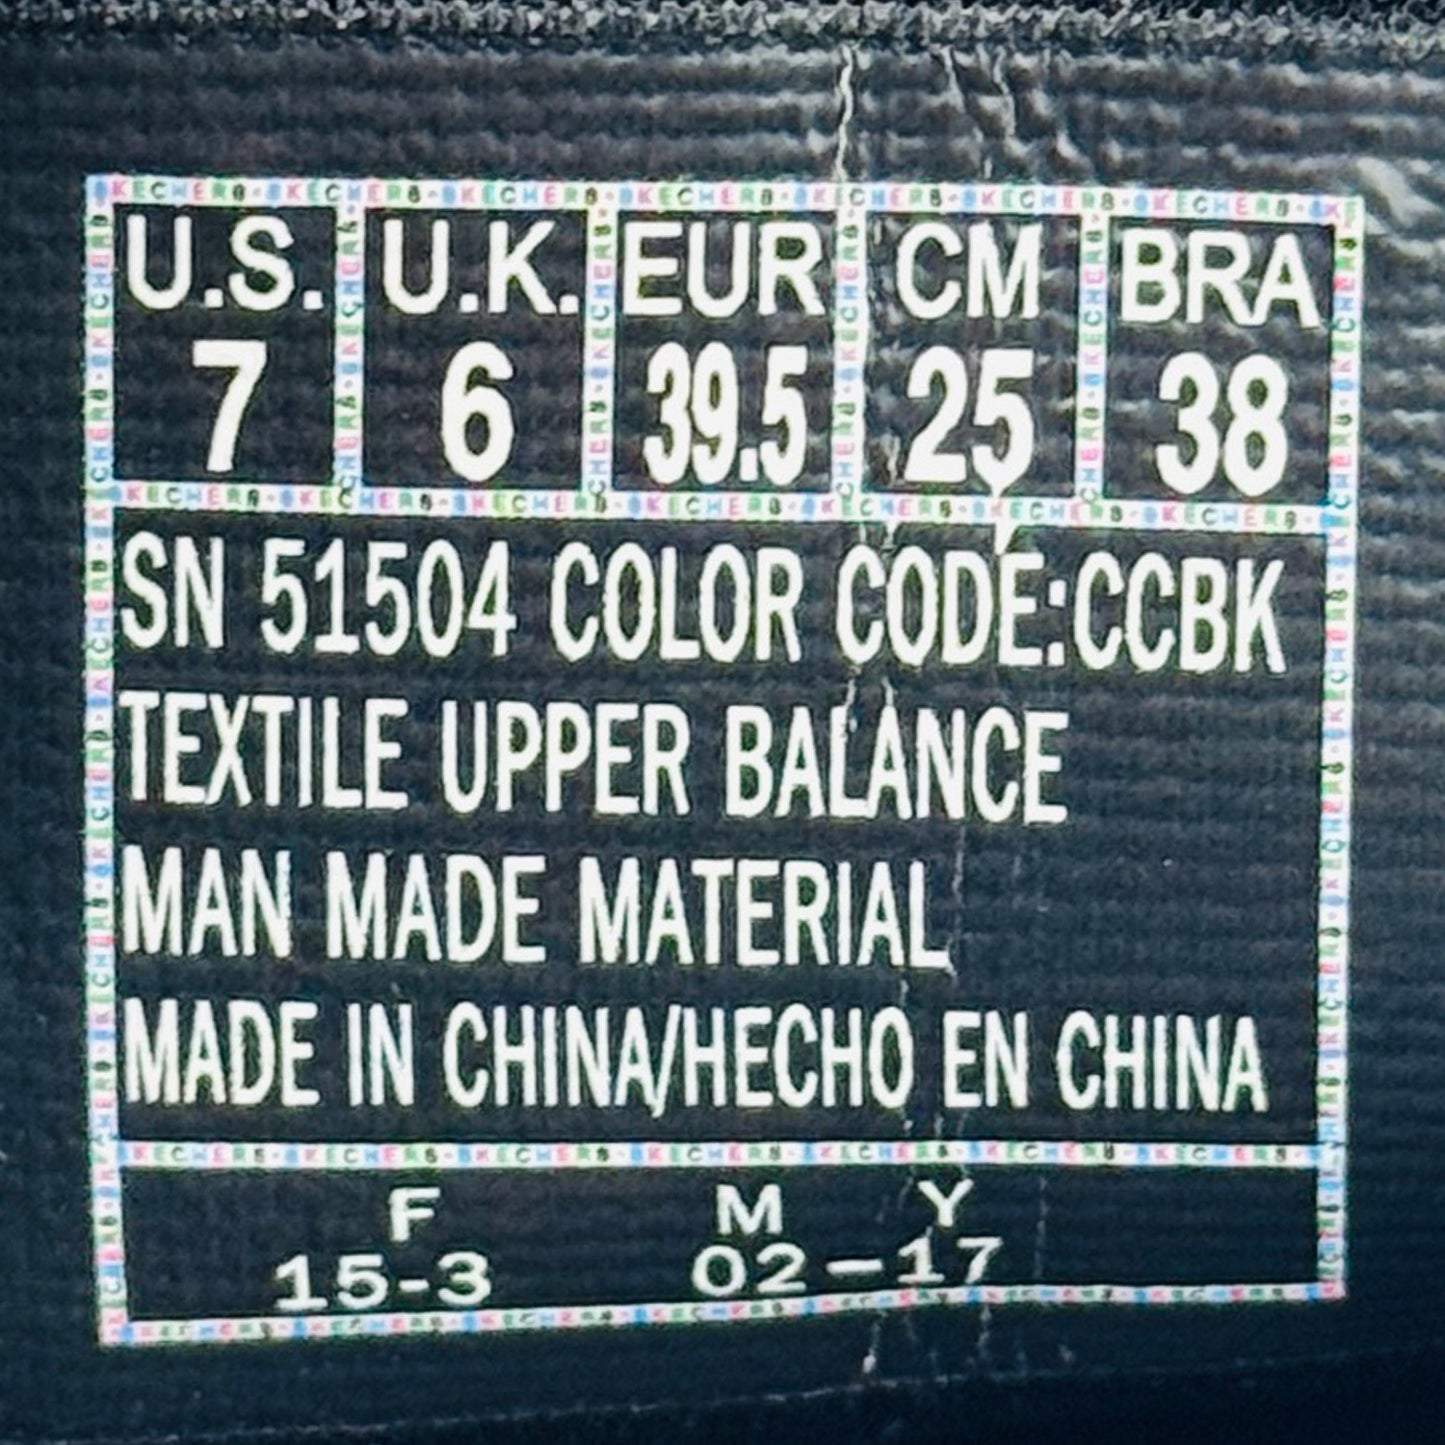 U.S. U.K. EUR CM BRA
7 6 39.5 25 38
SN 51504 COLOR CODE:CCBK
TEXTILE UPPER BALANCE
MAN MADE MATERIAL
MADE IN CHINA/HECHO EN CHINA
F M Y
15-3 02-17